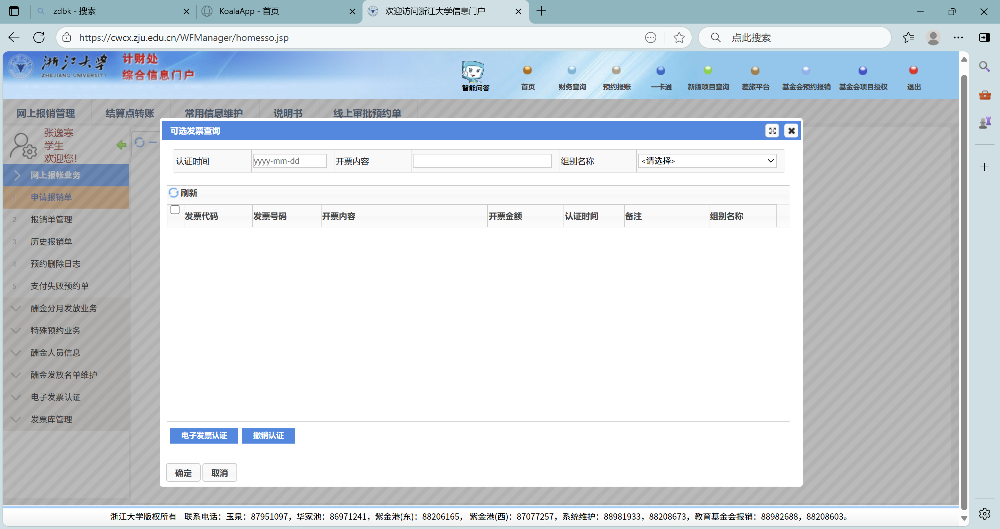 zdbk - 搜索
KoalaApp - 首页
欢迎访问浙江大学信息门户
https://cwcx.zju.edu.cn/WFManager/homesso.jsp
点此搜索
浙江大学
ZHEJIANG UNIVERSITY
计财处
综合信息门户
智能问答
首页
财务查询
预约报账
一卡通
新版项目查询
差旅平台
基金会预约报销
基金会项目授权
退出
网上报销管理
结算点转账
常用信息维护
说明书
线上审批预约单
张逸寒
学生
欢迎您!
网上报帐业务
1 申请报销单
2 报销单管理
3 历史报销单
4 预约删除日志
5 支付失败预约单
酬金分月发放业务
特殊预约业务
酬金人员信息
酬金发放名单维护
电子发票认证
发票库管理
可选发票查询
认证时间 yyyy-mm-dd 开票内容 组别名称 <请选择>
刷新
发票代码 发票号码 开票内容 开票金额 认证时间 备注 组别名称
电子发票认证 撤销认证
确定 取消
浙江大学版权所有 联系电话：玉泉：87951097，华家池：86971241，紫金港(东)：88206165， 紫金港(西)：87077257，系统维护：88981933，88208673，教育基金会报销：88982688，88208603。